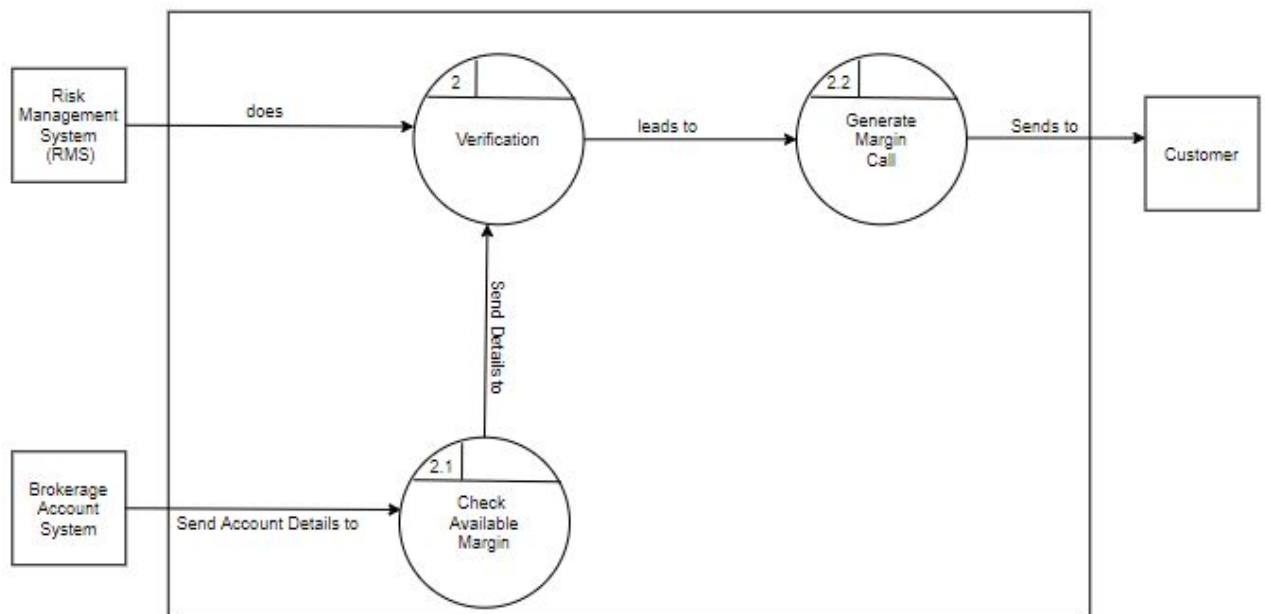 2
2.2
Risk
Management
System
(RMS)
does
Verification
leads to
Generate
Margin
Call
Sends to
Customer
Send Details to
2.1
Brokerage
Account
System
Send Account Details to
Check
Available
Margin